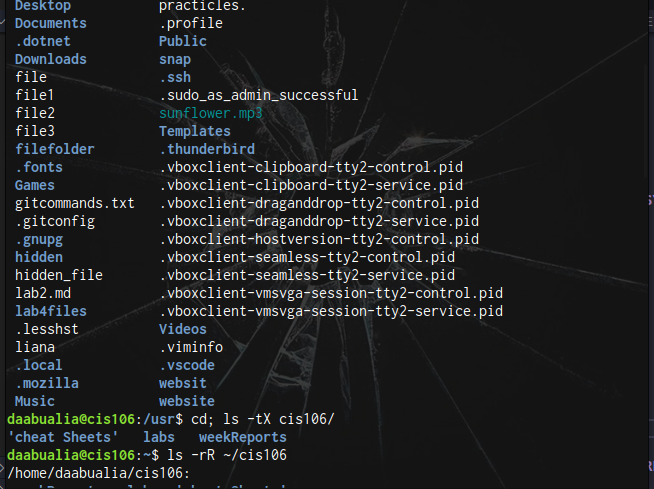 Desktop practicles.
Documents .profile
.dotnet Public
Downloads snap
file .ssh
file1 .sudo_as_admin_successful
file2 sunflower.mp3
file3 Templates
filefolder .thunderbird
.fonts .vboxclient-clipboard-tty2-control.pid
Games .vboxclient-clipboard-tty2-service.pid
gitcommands.txt .vboxclient-draganddrop-tty2-control.pid
.gitconfig .vboxclient-draganddrop-tty2-service.pid
.gnupg .vboxclient-hostversion-tty2-control.pid
hidden .vboxclient-seamless-tty2-control.pid
hidden_file .vboxclient-seamless-tty2-service.pid
lab2.md .vboxclient-vmsvga-session-tty2-control.pid
lab4files .vboxclient-vmsvga-session-tty2-service.pid
.lesshst Videos
liana .viminfo
.local .vscode
.mozilla websit
Music website
daabualia@cis106:/usr$ cd; ls -tX cis106/
'cheat Sheets' labs weekReports
daabualia@cis106:~$ ls -rR ~/cis106
/home/daabualia/cis106: